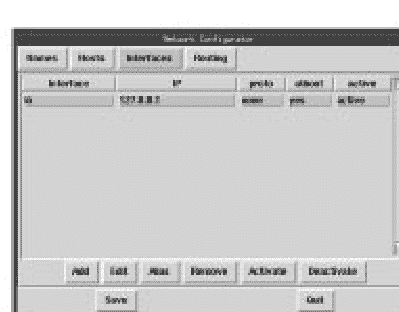 Network Configurator
Names Hosts Interfaces Routing
Interface IP proto atboot active
lo 127.0.0.1 none yes active
Add Edit Alias Remove Activate Deactivate
Save Quit